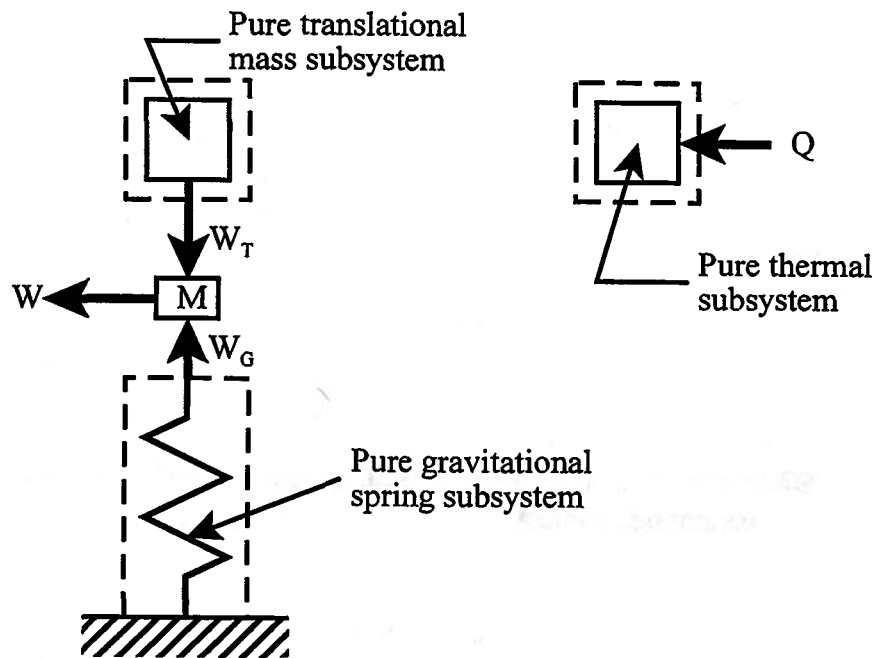 Pure translational
mass subsystem
Q
W_T
Pure thermal
subsystem
W
M
W_G
Pure gravitational
spring subsystem